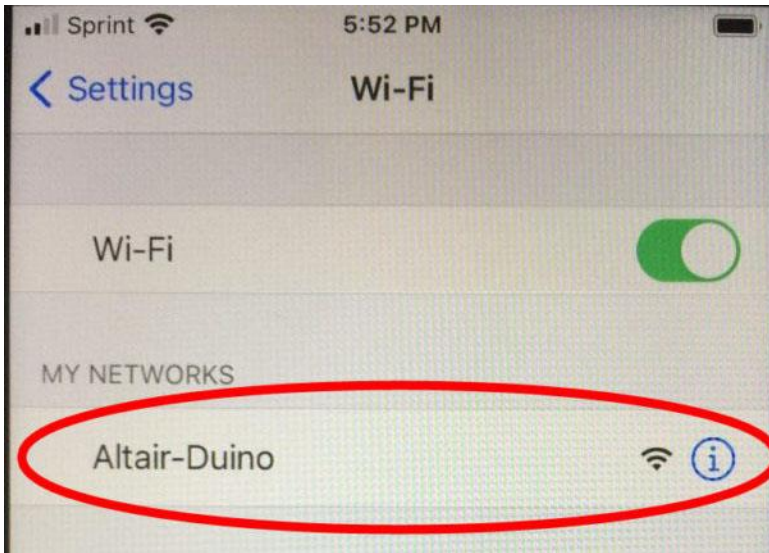 Sprint 5:52 PM
Settings Wi-Fi
Wi-Fi
MY NETWORKS
Altair-Duino